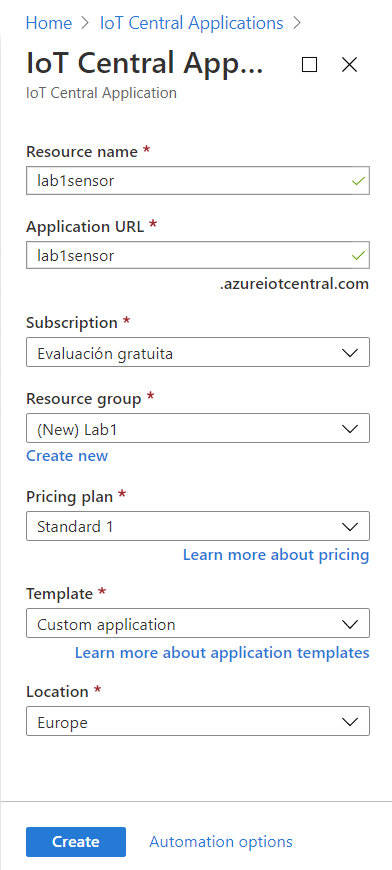 Home > IoT Central Applications >
IoT Central App...
IoT Central Application
Resource name *
lab1sensor
Application URL *
lab1sensor
.azureiotcentral.com
Subscription *
Evaluación gratuita
Resource group *
(New) Lab1
Create new
Pricing plan *
Standard 1
Learn more about pricing
Template *
Custom application
Learn more about application templates
Location *
Europe
Create Automation options